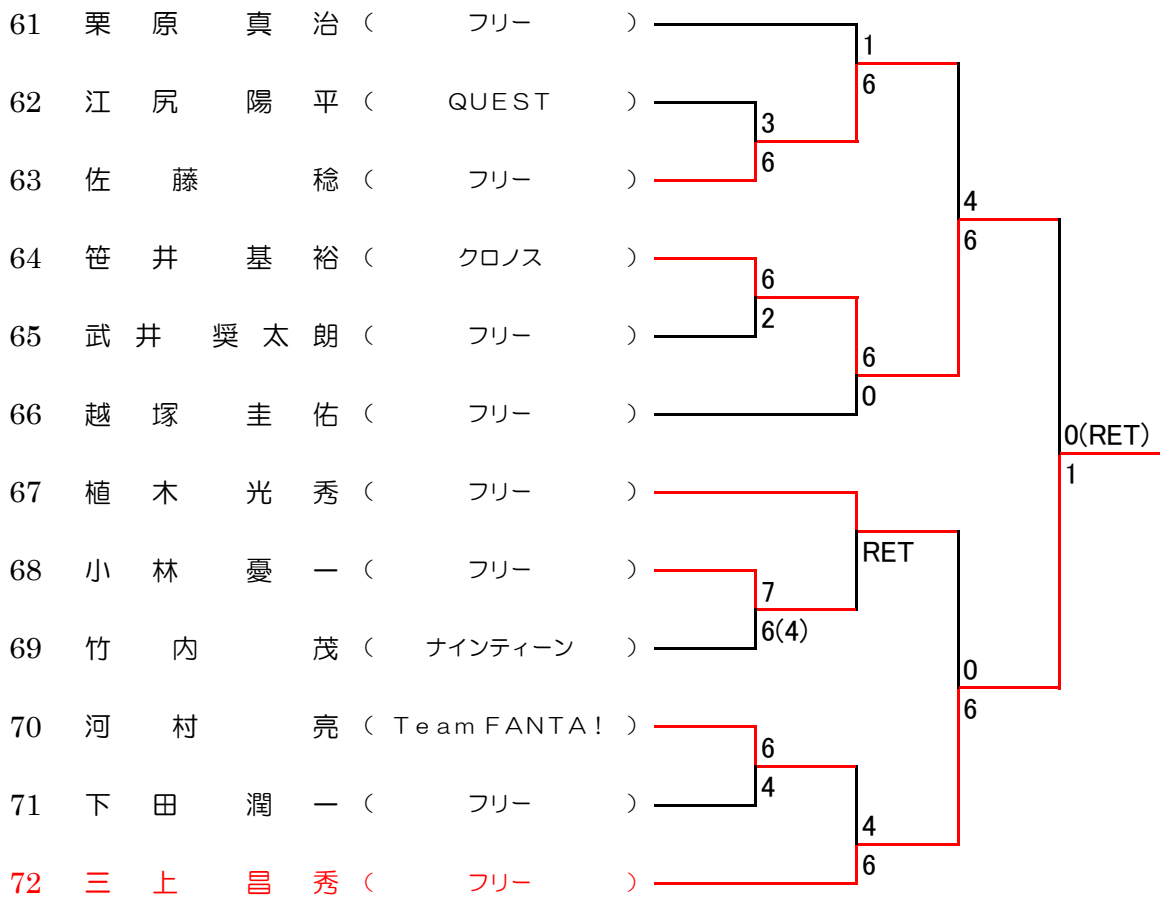 61 栗原 真治 ( フリー )
1
62 江尻 陽平 ( QUEST ) 6
3
63 佐藤 稔 ( フリー ) 6
4
64 笹井 基裕 ( クロノス ) 6
6
65 武井 奨太朗 ( フリー ) 2
6
66 越塚 圭佑 ( フリー ) 0
0(RET)
1
67 植木 光秀 ( フリー )
RET
68 小林 憂一 ( フリー )
7
69 竹内 茂 ( ナインティーン ) 6(4)
0
70 河村 亮 ( Team FANTA! ) 6
6
71 下田 潤一 ( フリー ) 4
4
72 三上 昌秀 ( フリー ) 6